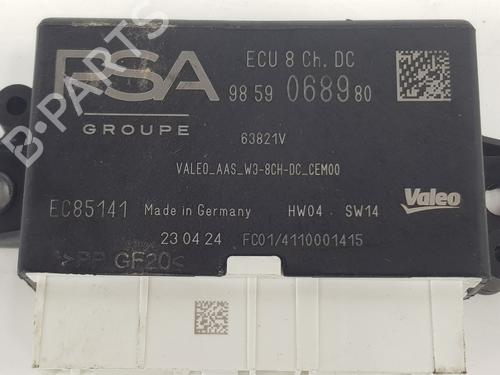 PSA
GROUPE
ECU 8 Ch. DC
98 59 0689 80
63821V
VALEO_AAS_W3-8CH-DC_CEM00
EC85141 Made in Germany HW04 SW14
Valeo
23 04 24 FC01/4110001415
>PP GF20<
B-PARTS